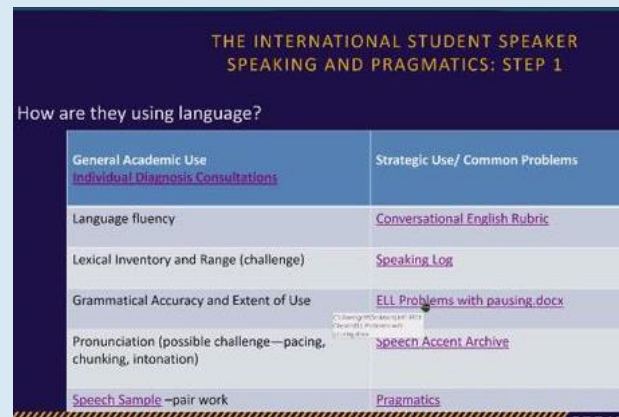 THE INTERNATIONAL STUDENT SPEAKER
SPEAKING AND PRAGMATICS: STEP 1
How are they using language?
General Academic Use
Individual Diagnosis Consultations
Strategic Use/ Common Problems
Language fluency
Conversational English Rubric
Lexical Inventory and Range (challenge)
Speaking Log
Grammatical Accuracy and Extent of Use
ELL Problems with pausing.docx
Pronunciation (possible challenge—pacing,
chunking, intonation)
Speech Accent Archive
Speech Sample –pair work
Pragmatics